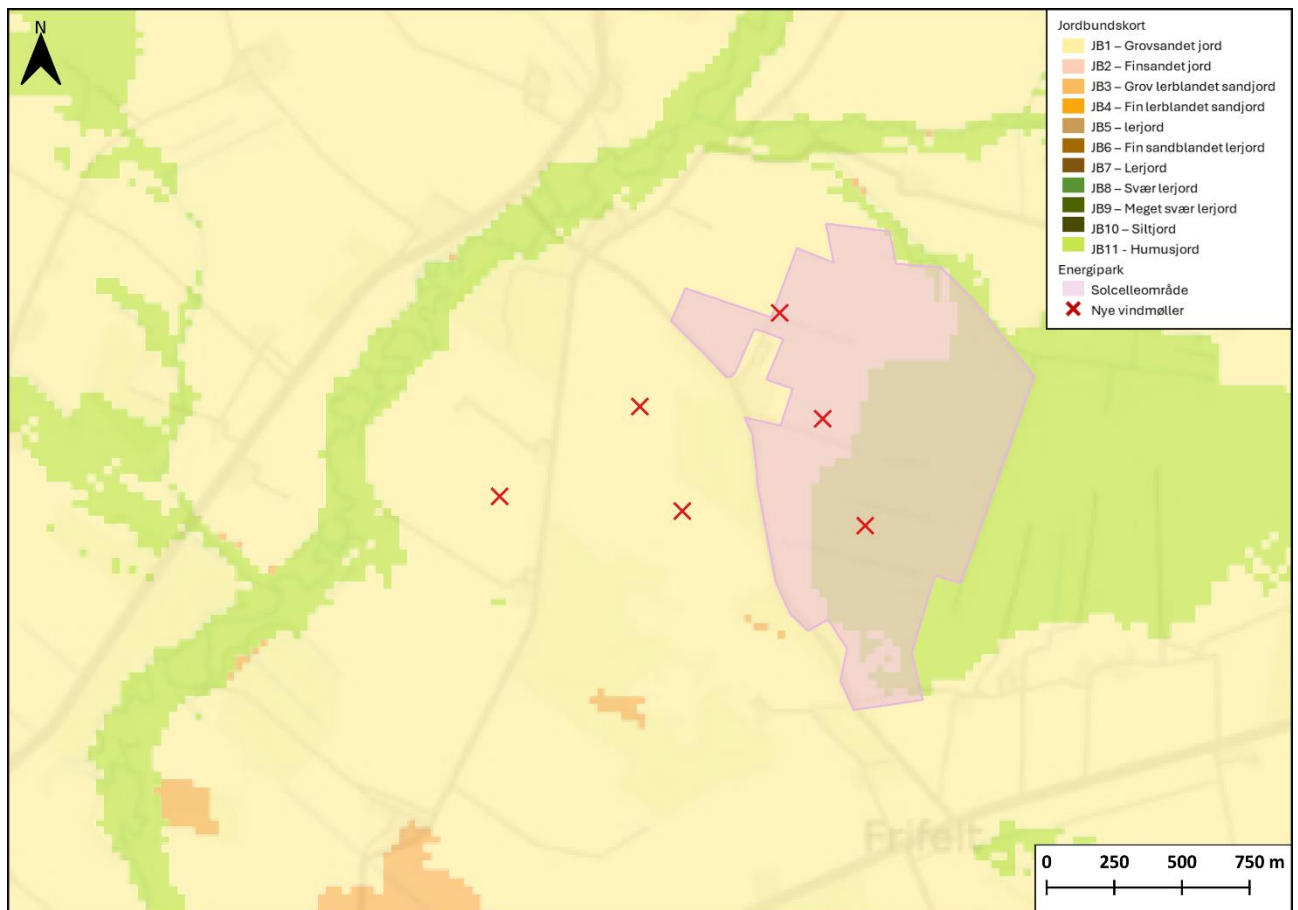 N
Jordbundskort
JB1 – Grovsandet jord
JB2 – Finsandet jord
JB3 – Grov lerblandet sandjord
JB4 – Fin lerblandet sandjord
JB5 – lerjord
JB6 – Fin sandblandet lerjord
JB7 – Lerjord
JB8 – Svær lerjord
JB9 – Meget svær lerjord
JB10 – Siltjord
JB11 - Humusjord
Energipark
Solcelleområde
Nye vindmøller
Frifelt
0 250 500 750 m